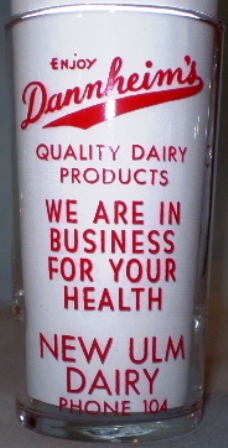 ENJOY
Dannheim's
QUALITY DAIRY
PRODUCTS
WE ARE IN
BUSINESS
FOR YOUR
HEALTH
NEW ULM
DAIRY
PHONE 104